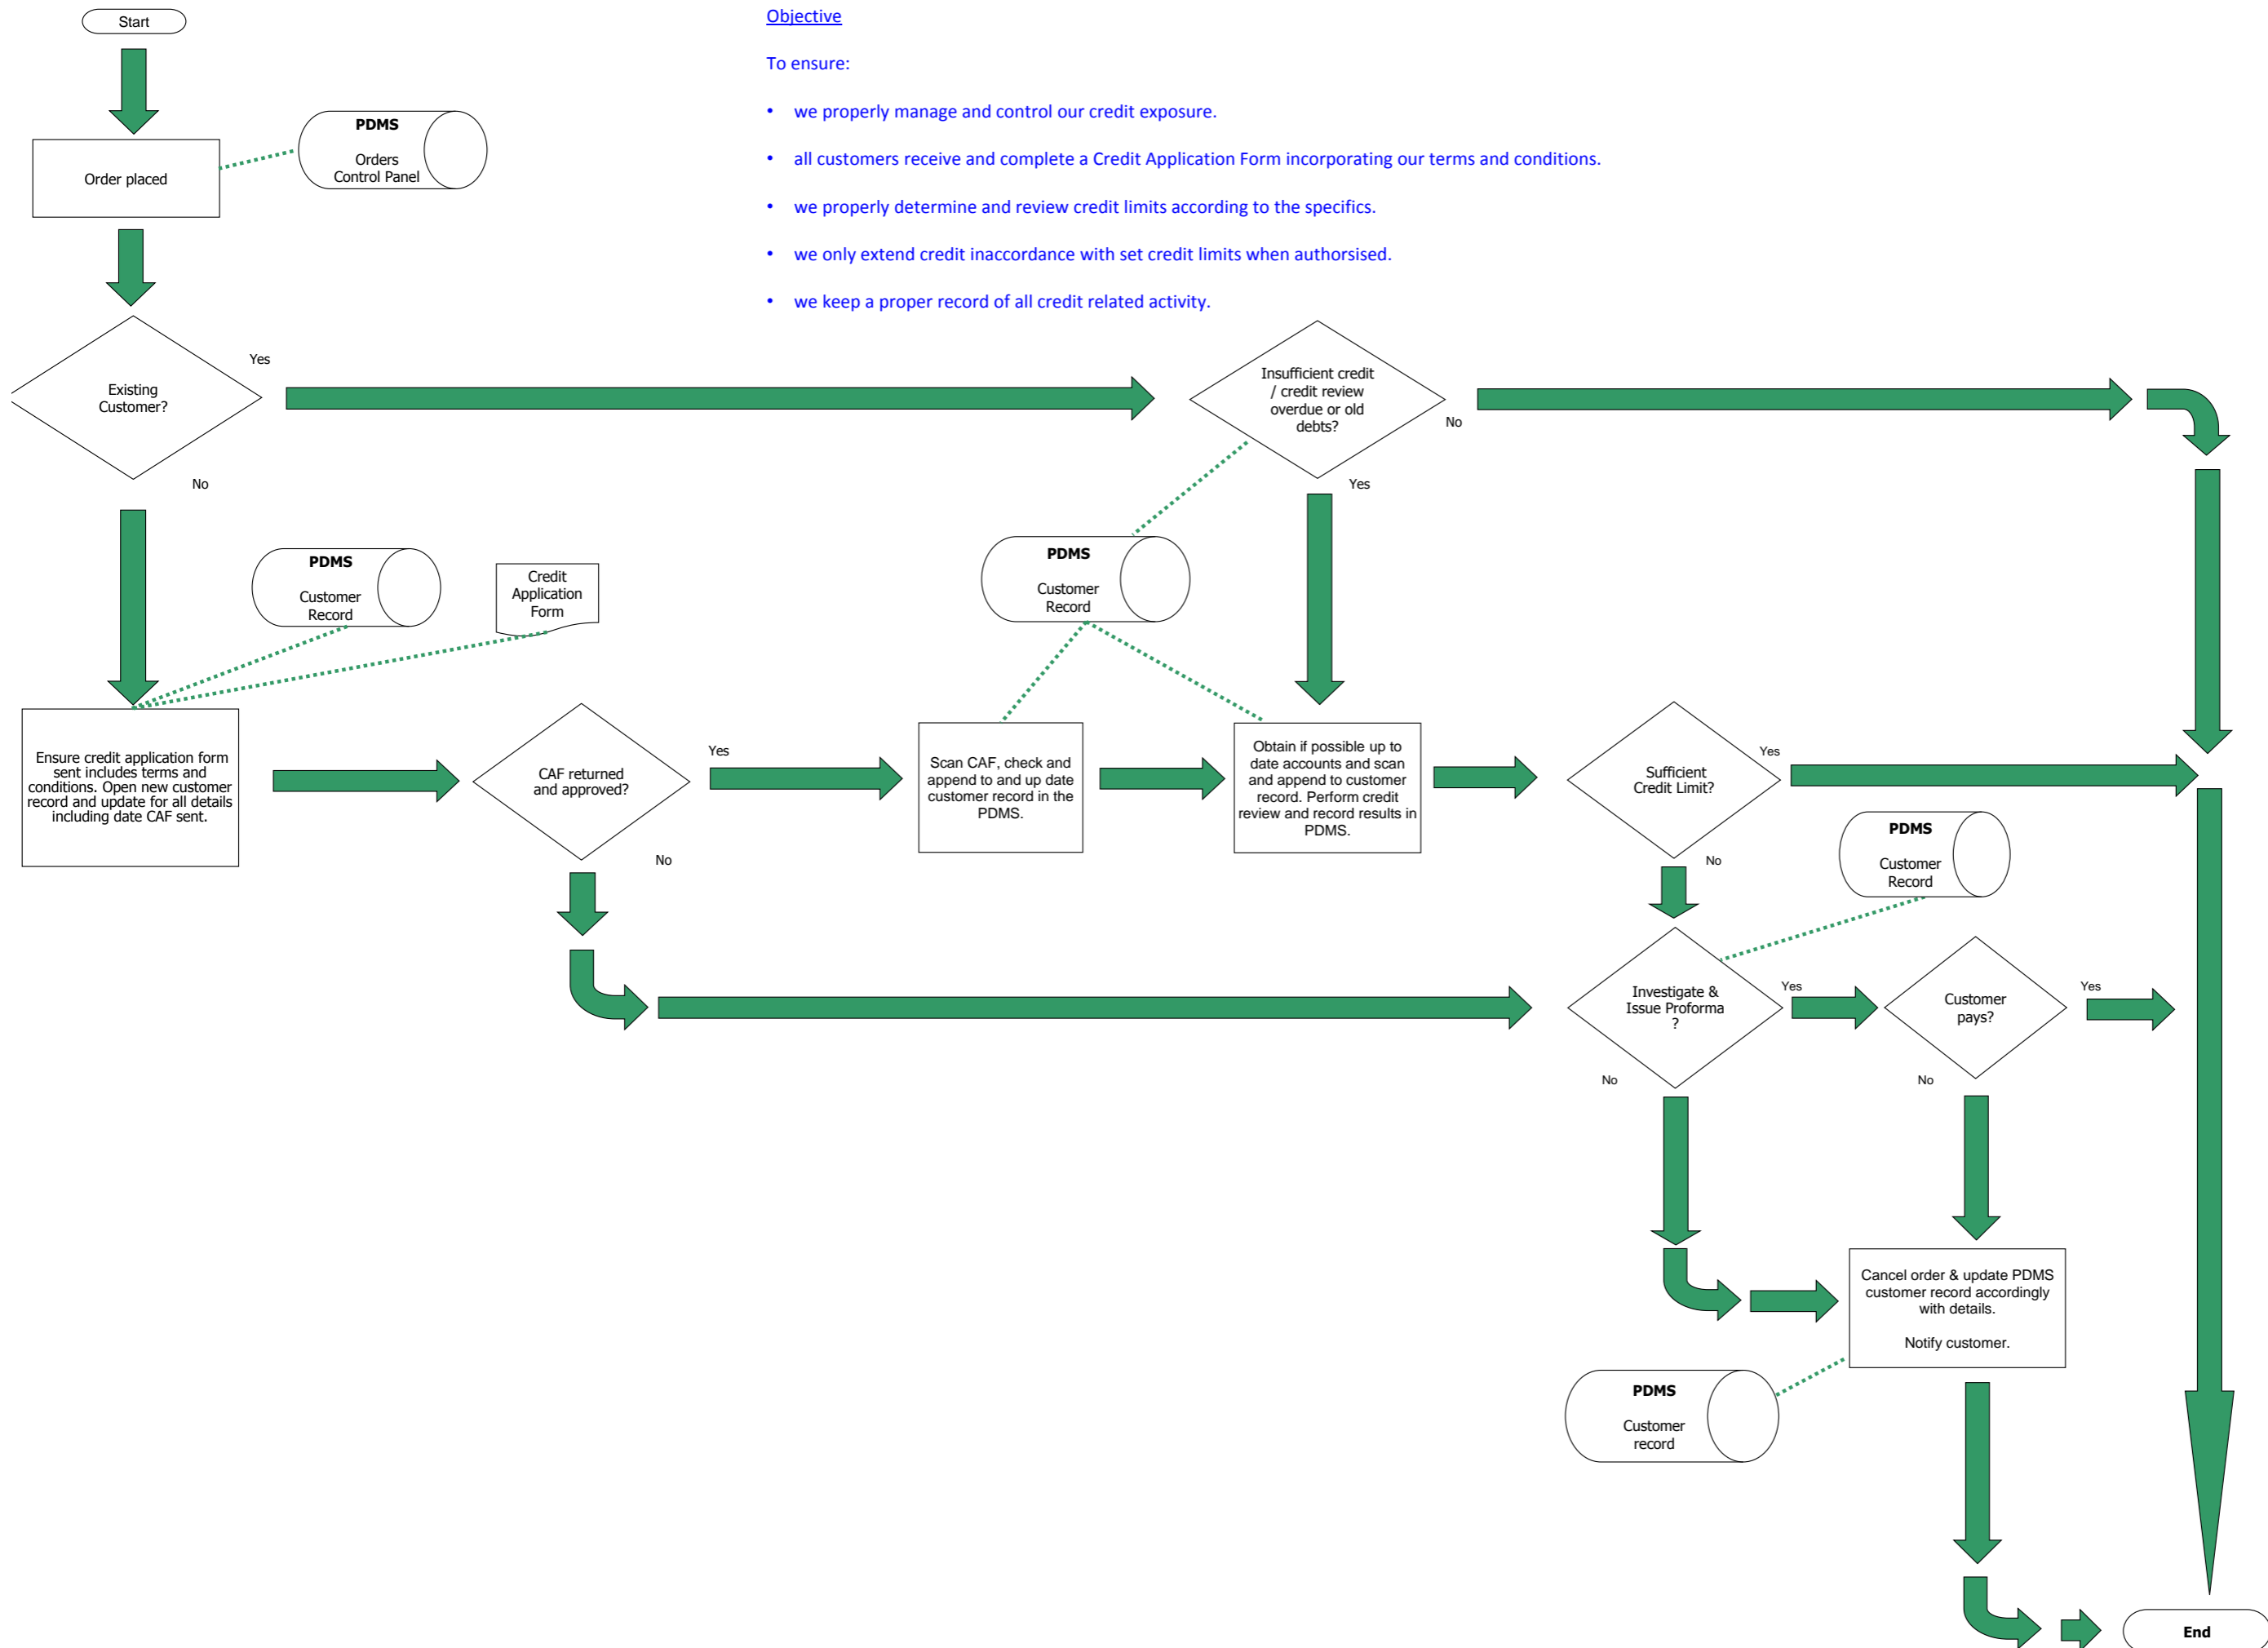 Objective
To ensure:
• we properly manage and control our credit exposure.
• all customers receive and complete a Credit Application Form incorporating our terms and conditions.
• we properly determine and review credit limits according to the specifics.
• we only extend credit inaccordance with set credit limits when authorsised.
• we keep a proper record of all credit related activity.
Start
Order placed
PDMS
Orders
Control Panel
Existing
Customer?
Yes
No
Insufficient credit
/ credit review
overdue or old
debts?
No
Yes
PDMS
Customer
Record
Credit
Application
Form
PDMS
Customer
Record
Ensure credit application form
sent includes terms and
conditions. Open new customer
record and update for all details
including date CAF sent.
CAF returned
and approved?
Yes
No
Scan CAF, check and
append to and up date
customer record in the
PDMS.
Obtain if possible up to
date accounts and scan
and append to customer
record. Perform credit
review and record results in
PDMS.
Sufficient
Credit Limit?
Yes
No
PDMS
Customer
Record
Investigate &
Issue Proforma
?
Yes
No
Customer
pays?
Yes
No
Cancel order & update PDMS
customer record accordingly
with details.
Notify customer.
PDMS
Customer
record
End